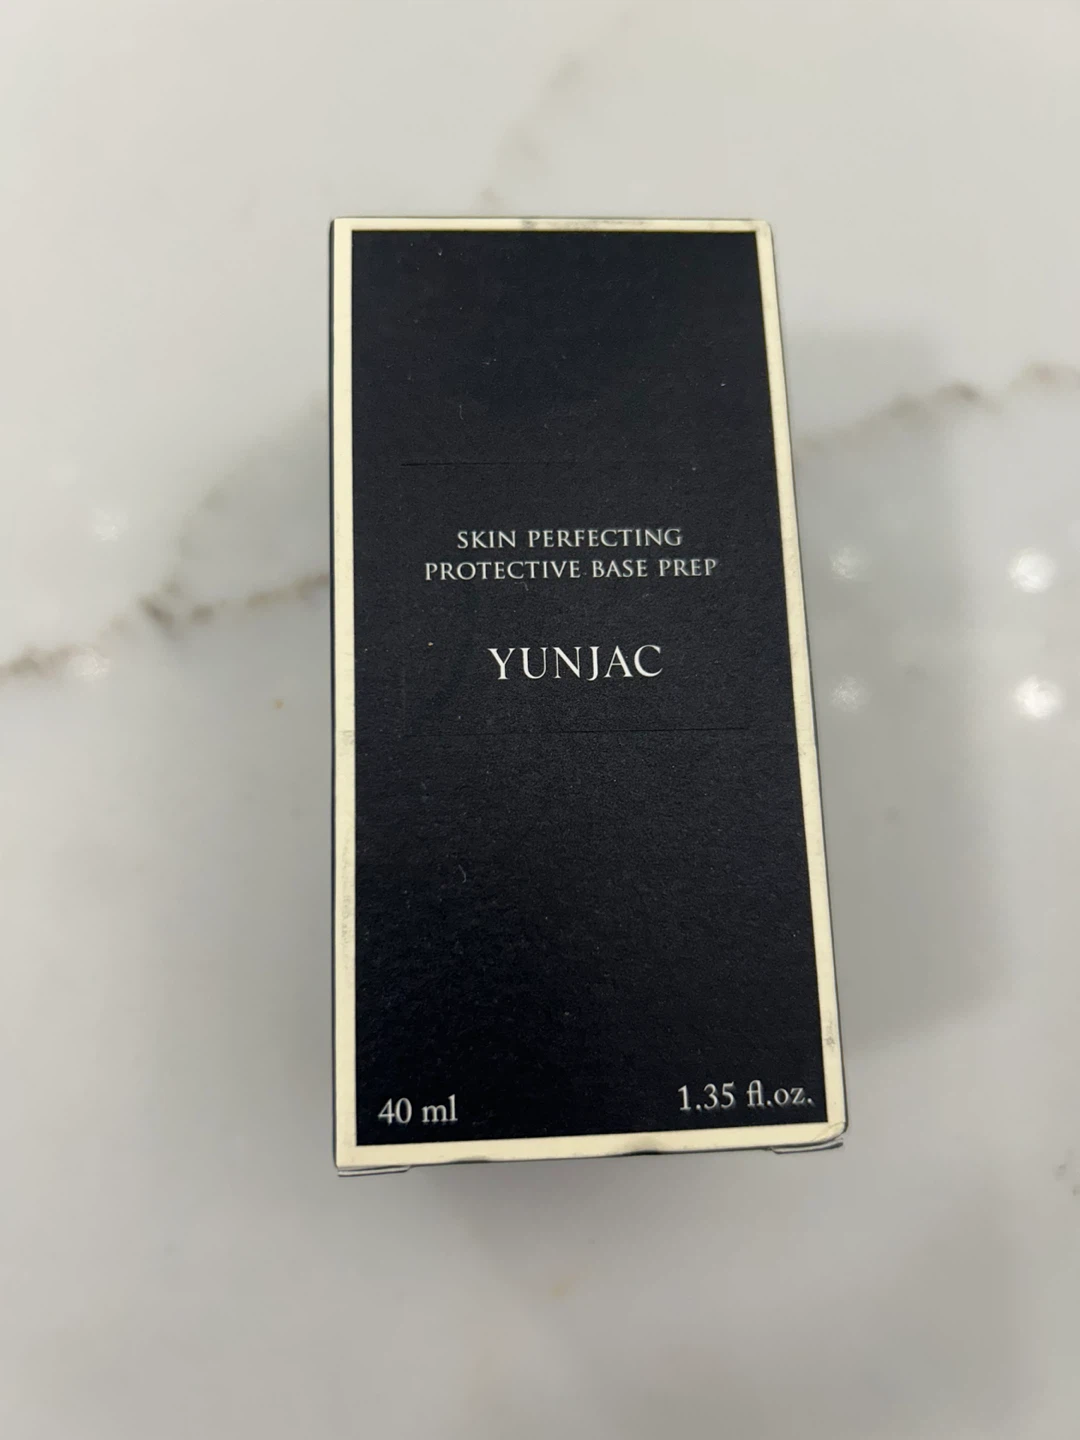 SKIN PERFECTING
PROTECTIVE BASE PREP
YUNJAC
40 ml
1.35 fl.oz.